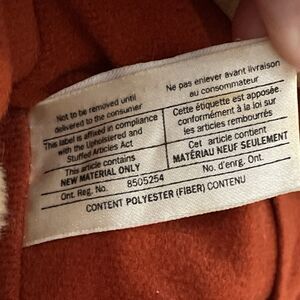 Not to be removed until
delivered to the consumer
This label is affixed in compliance
with the Upholstered and
Stuffed Articles Act
This article contains
NEW MATERIAL ONLY
Ont. Reg. No. 8505254
Ne pas enlever avant livraison
au consommateur
Cette étiquette est apposée
conformément à la loi sur
les articles rembourrés
Cet article contient
MATÉRIAU NEUF SEULEMENT
No. d'enrg. Ont.
CONTENT POLYESTER (FIBER) CONTENU